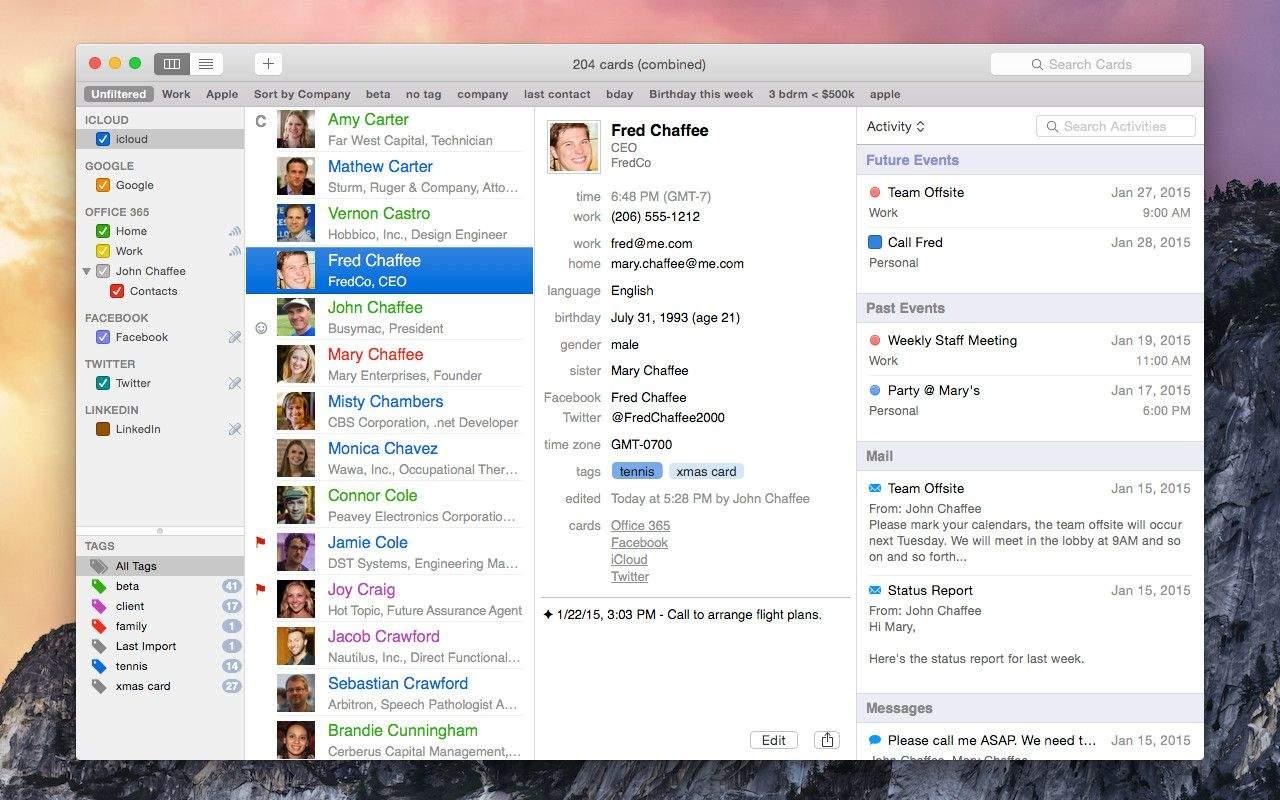 204 cards (combined)
Search Cards
Unfiltered Work Apple Sort by Company beta no tag company last contact bday Birthday this week 3 bdrm < $500k apple
ICLOUD
icloud
GOOGLE
Google
OFFICE 365
Home
Work
John Chaffee
Contacts
FACEBOOK
Facebook
TWITTER
Twitter
LINKEDIN
LinkedIn
TAGS
All Tags
beta 41
client 17
family 1
Last Import 1
tennis 14
xmas card 27
C
Amy Carter
Far West Capital, Technician
Mathew Carter
Sturm, Ruger & Company, Atto...
Vernon Castro
Hobbico, Inc., Design Engineer
Fred Chaffee
FredCo, CEO
John Chaffee
Busymac, President
Mary Chaffee
Mary Enterprises, Founder
Misty Chambers
CBS Corporation, .net Developer
Monica Chavez
Wawa, Inc., Occupational Ther...
Connor Cole
Peavey Electronics Corporatio...
Jamie Cole
DST Systems, Engineering Ma...
Joy Craig
Hot Topic, Future Assurance Agent
Jacob Crawford
Nautilus, Inc., Direct Functional...
Sebastian Crawford
Arbitron, Speech Pathologist A...
Brandie Cunningham
Cerberus Capital Management,...
Fred Chaffee
CEO
FredCo
time 6:48 PM (GMT-7)
work (206) 555-1212
work fred@me.com
home mary.chaffee@me.com
language English
birthday July 31, 1993 (age 21)
gender male
sister Mary Chaffee
Facebook Fred Chaffee
Twitter @FredChaffee2000
time zone GMT-0700
tags tennis xmas card
edited Today at 5:28 PM by John Chaffee
cards Office 365
Facebook
iCloud
Twitter
1/22/15, 3:03 PM - Call to arrange flight plans.
Edit
Activity
Search Activities
Future Events
Team Offsite Jan 27, 2015
Work 9:00 AM
Call Fred Jan 28, 2015
Personal
Past Events
Weekly Staff Meeting Jan 19, 2015
Work 11:00 AM
Party @ Mary's Jan 17, 2015
Personal 6:00 PM
Mail
Team Offsite Jan 15, 2015
From: John Chaffee
Please mark your calendars, the team offsite will occur
next Tuesday. We will meet in the lobby at 9AM and so
on and so forth...
Status Report Jan 15, 2015
From: John Chaffee
Hi Mary,
Here's the status report for last week.
Messages
Please call me ASAP. We need t... Jan 15, 2015
John Chaffee, Mary Chaffee